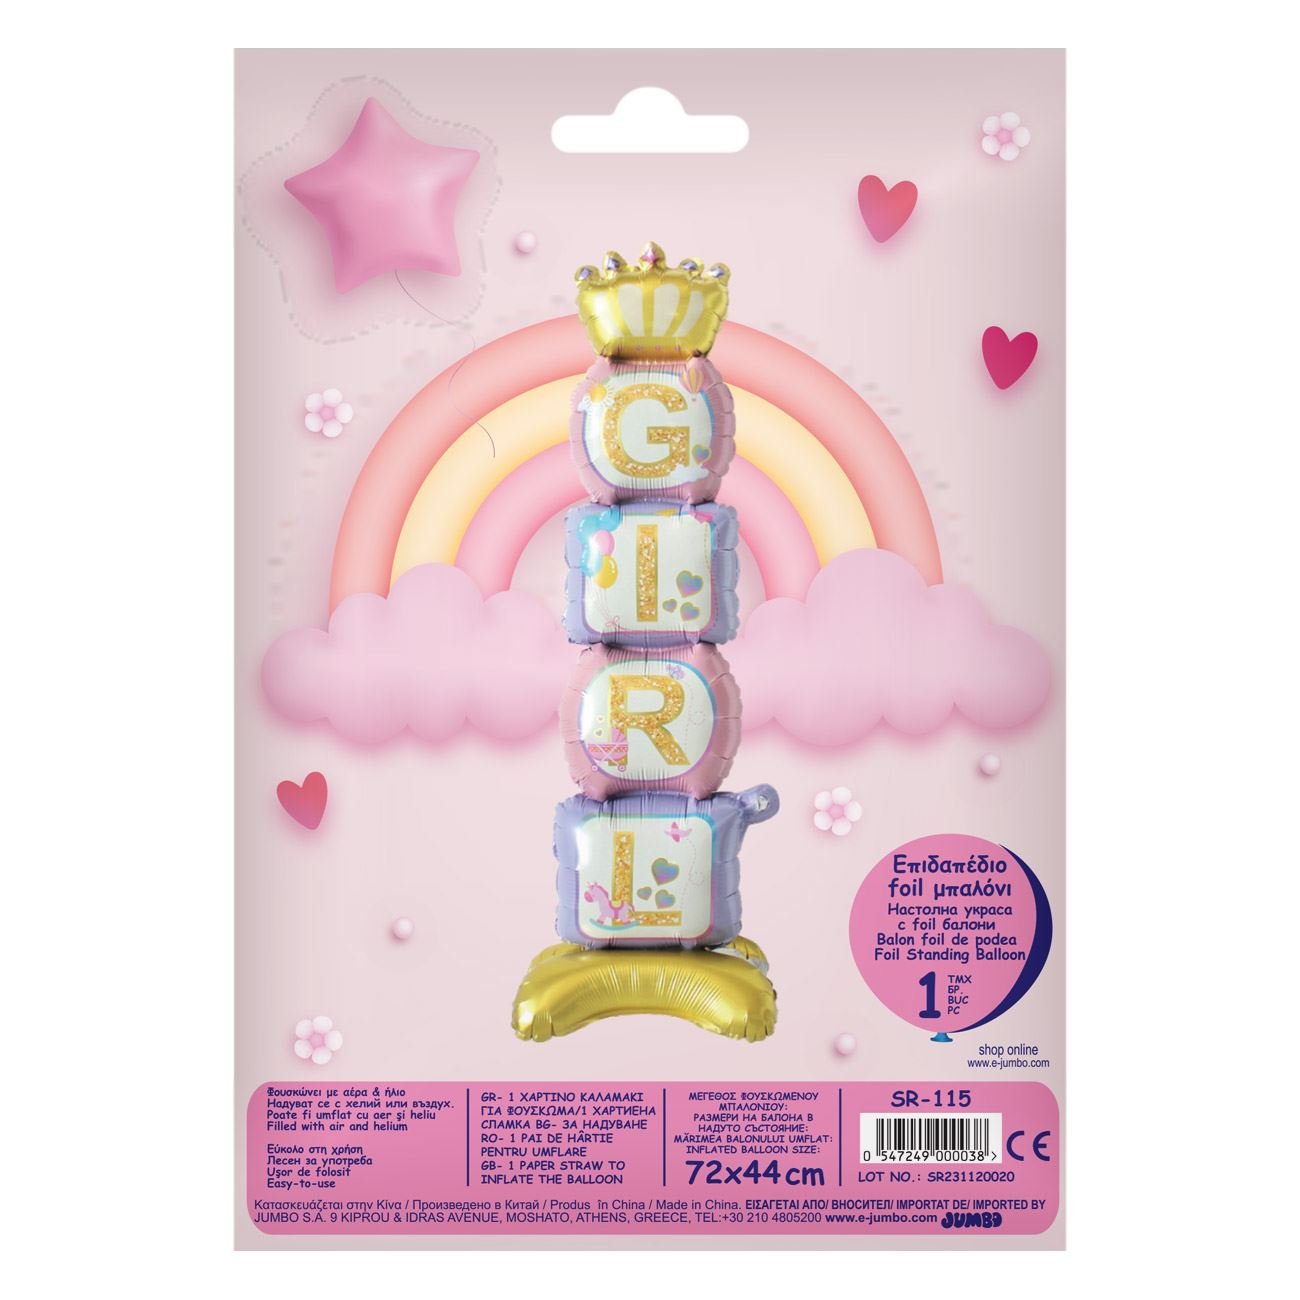 G
I
R
L
Επιδαπέδιο
foil μπαλόνι
Настолна украса
с foil балони
Balon foil de podea
Foil Standing Balloon
1 ΤΜΧ
БР.
BUC
PC
shop online
www.e-jumbo.com
Φουσκώνει με αέρα & ήλιο
Надуват се с хелий или въздух.
Poate fi umflat cu aer şi heliu
Filled with air and helium
Εύκολο στη χρήση
Лесен за употреба
Uşor de folosit
Easy-to-use
GR- 1 ΧΑΡΤΙΝΟ ΚΑΛΑΜΑΚΙ
ΓΙΑ ΦΟΥΣΚΩΜΑ/1 ХАРТИЕНА
СЛАМКА BG- ЗА НАДУВАНЕ
RO- 1 PAI DE HÂRTIE
PENTRU UMFLARE
GB- 1 PAPER STRAW TO
INFLATE THE BALLOON
ΜΕΓΕΘΟΣ ΦΟΥΣΚΩΜΕΝΟΥ
ΜΠΑΛΟΝΙΟΥ:
РАЗМЕРИ НА БАЛОНА В
НАДУТО СЪСТОЯНИЕ:
MĂRIMEA BALONULUI UMFLAT:
INFLATED BALLOON SIZE:
72x44cm
SR-115
0 547249 000038 >
CE
LOT NO.: SR231120020
Κατασκευάζεται στην Κίνα / Произведено в Китай / Produs în China / Made in China. ΕΙΣΑΓΕΤΑΙ ΑΠΟ/ ВНОСИТЕЛ/ IMPORTAT DE/ IMPORTED BY
JUMBO S.A. 9 KIPROU & IDRAS AVENUE, MOSHATO, ATHENS, GREECE, TEL:+30 210 4805200 www.e-jumbo.com JUMBO